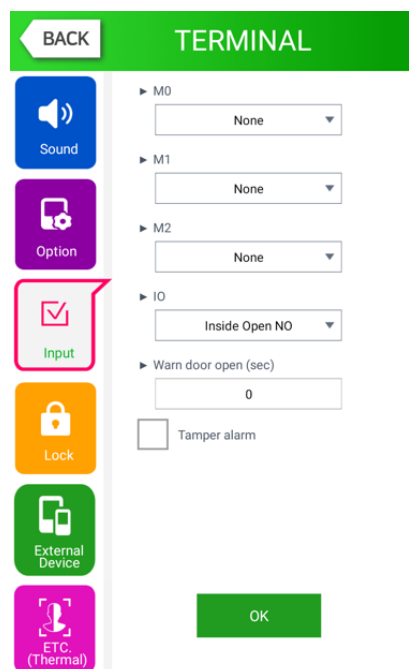 BACK
TERMINAL
Sound
Option
Input
Lock
External
Device
ETC.
(Thermal)
► M0
None
► M1
None
► M2
None
► IO
Inside Open NO
► Warn door open (sec)
0
Tamper alarm
OK